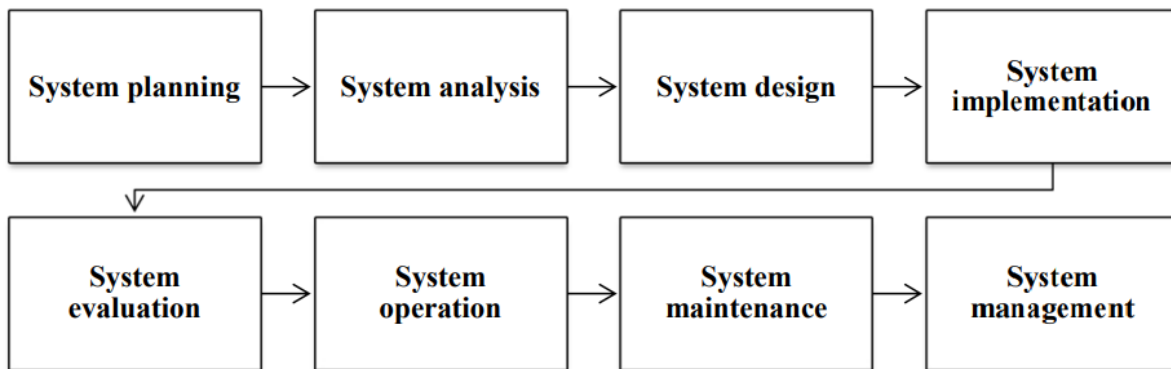 System planning
System analysis
System design
System
implementation
System
evaluation
System
operation
System
maintenance
System
management